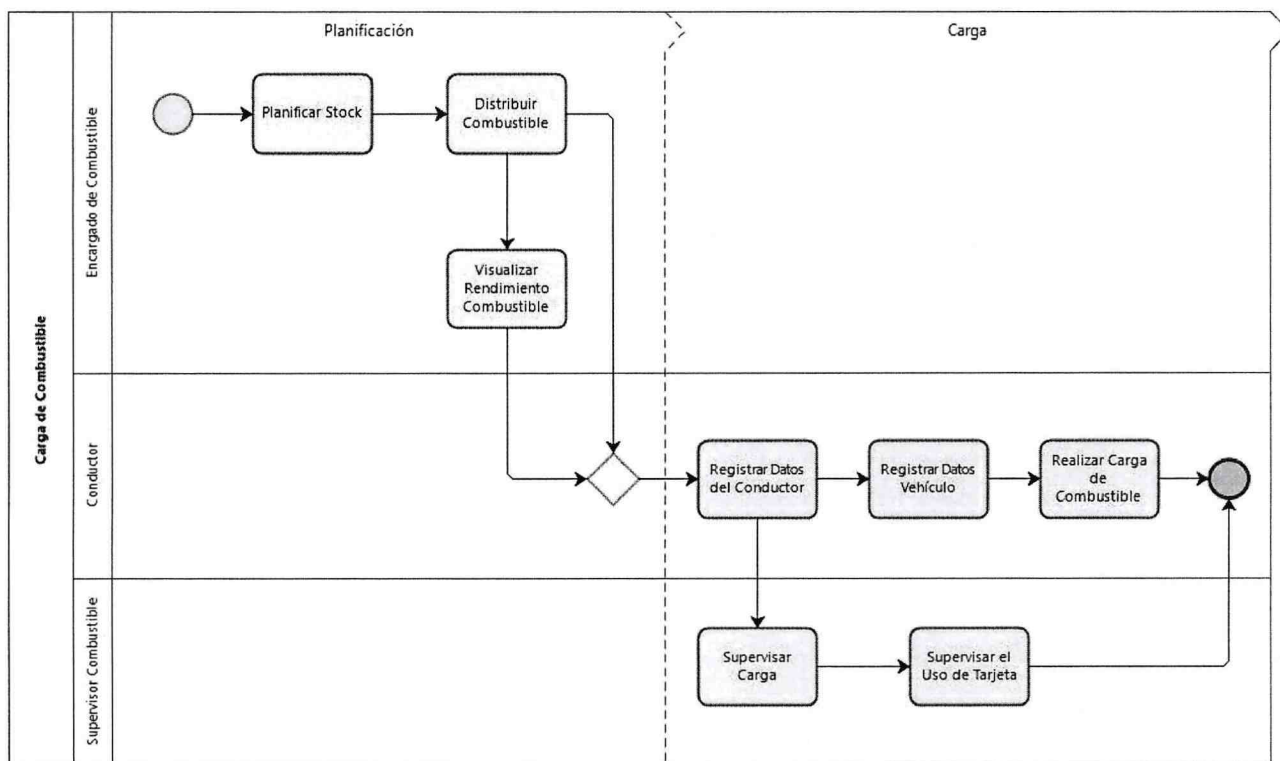 Planificación
Carga
Carga de Combustible
Encargado de Combustible
Planificar Stock
Distribuir
Combustible
Visualizar
Rendimiento
Combustible
Conductor
Registrar Datos
del Conductor
Registrar Datos
Vehículo
Realizar Carga
de
Combustible
Supervisor Combustible
Supervisar
Carga
Supervisar el
Uso de Tarjeta